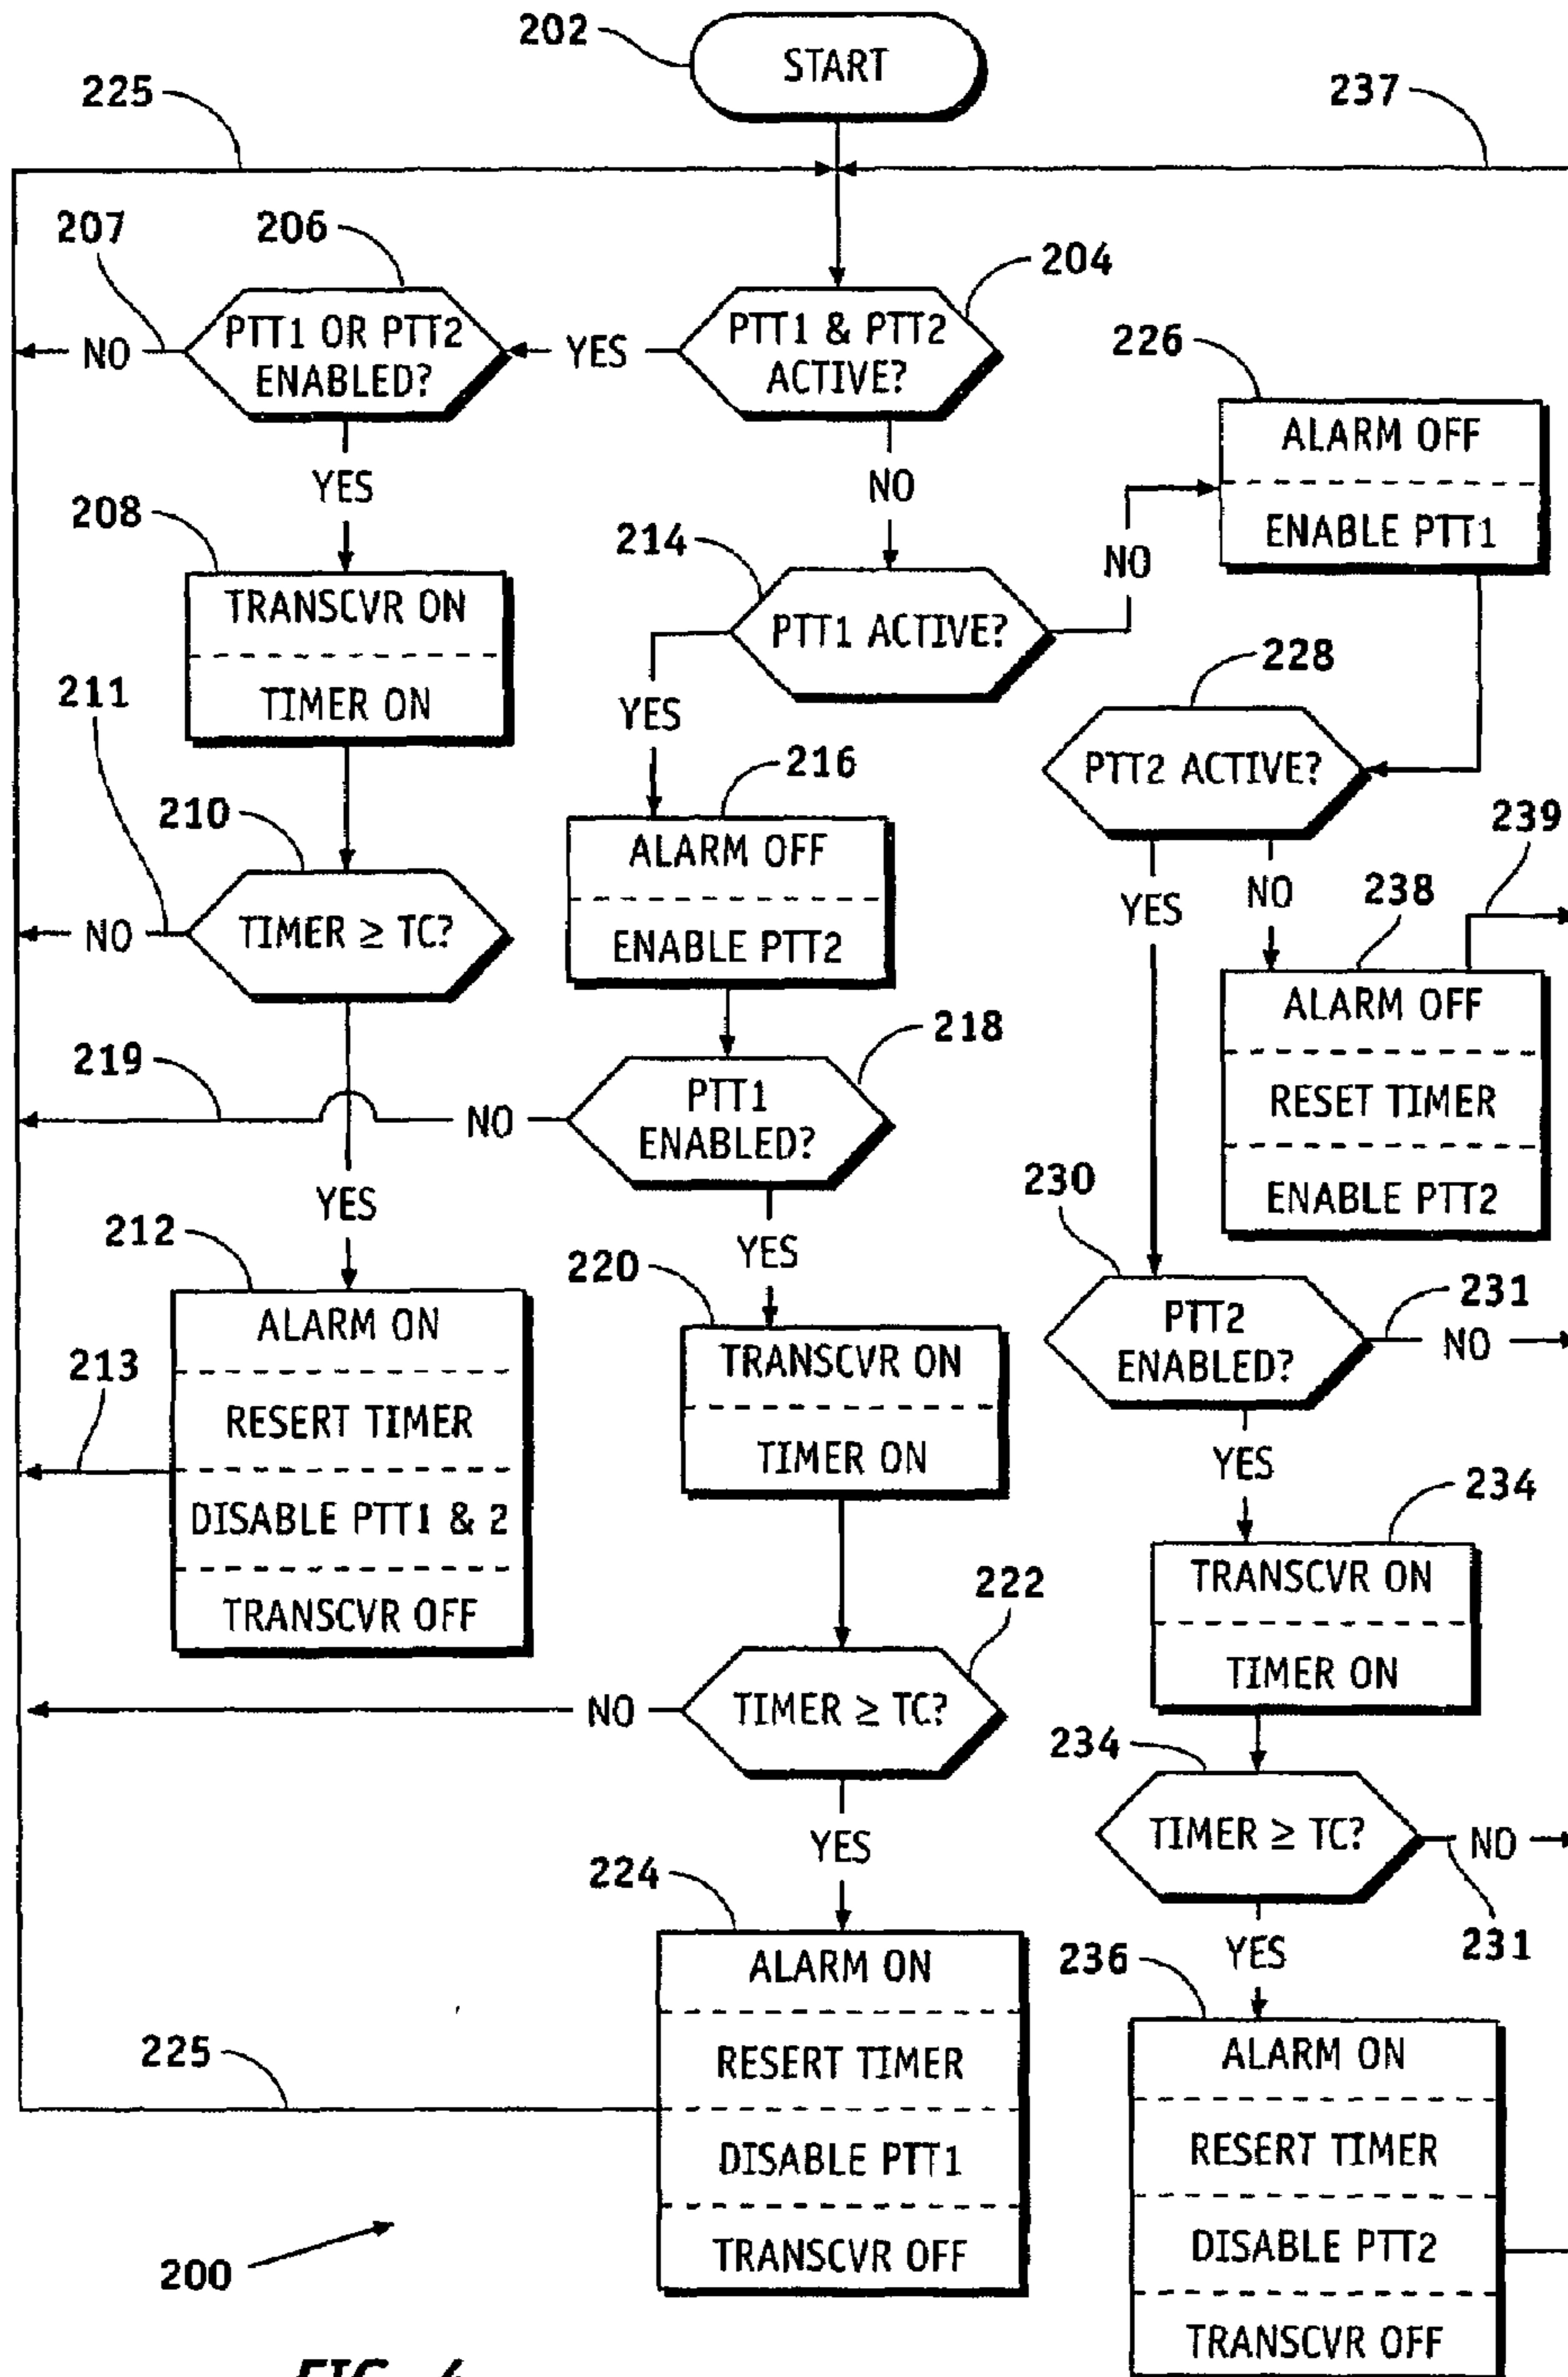 202
START
225
237
207
206
204
PTT1 OR PTT2
ENABLED?
NO
YES
PTT1 & PTT2
ACTIVE?
226
ALARM OFF
ENABLE PTT1
YES
NO
208
214
NO
TRANSCVR ON
TIMER ON
PTT1 ACTIVE?
228
211
YES
PTT2 ACTIVE?
216
210
239
ALARM OFF
ENABLE PTT2
YES
NO
238
NO
TIMER ≥ TC?
ALARM OFF
RESET TIMER
ENABLE PTT2
218
219
NO
PTT1
ENABLED?
230
YES
212
YES
220
231
PTT2
ENABLED?
NO
ALARM ON
RESERT TIMER
DISABLE PTT1 & 2
TRANSCVR OFF
213
TRANSCVR ON
TIMER ON
YES
234
TRANSCVR ON
TIMER ON
222
NO
TIMER ≥ TC?
234
TIMER ≥ TC?
NO
YES
224
231
YES
236
ALARM ON
RESERT TIMER
DISABLE PTT1
TRANSCVR OFF
225
ALARM ON
RESERT TIMER
DISABLE PTT2
TRANSCVR OFF
200